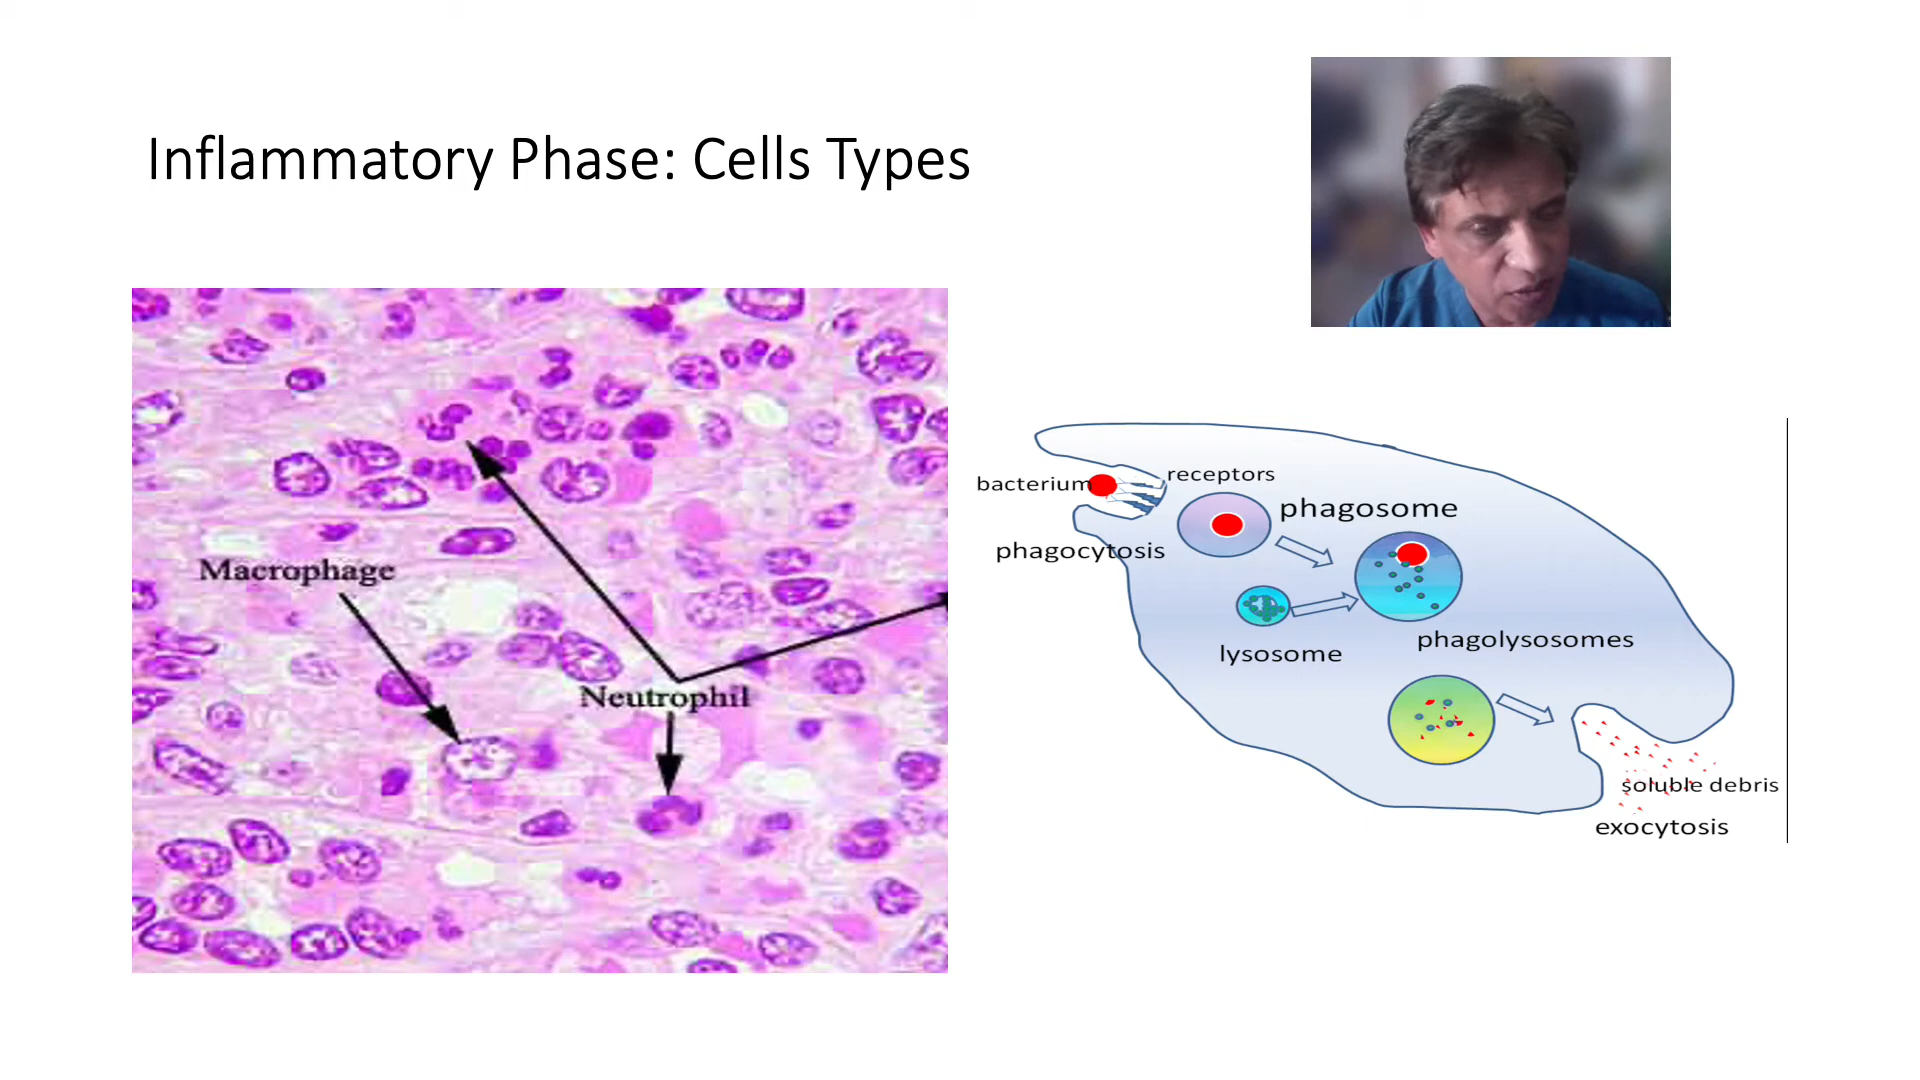 Inflammatory Phase: Cells Types
Macrophage
Neutrophil
bacterium
receptors
phagosome
phagocytosis
lysosome
phagolysosomes
soluble debris
exocytosis